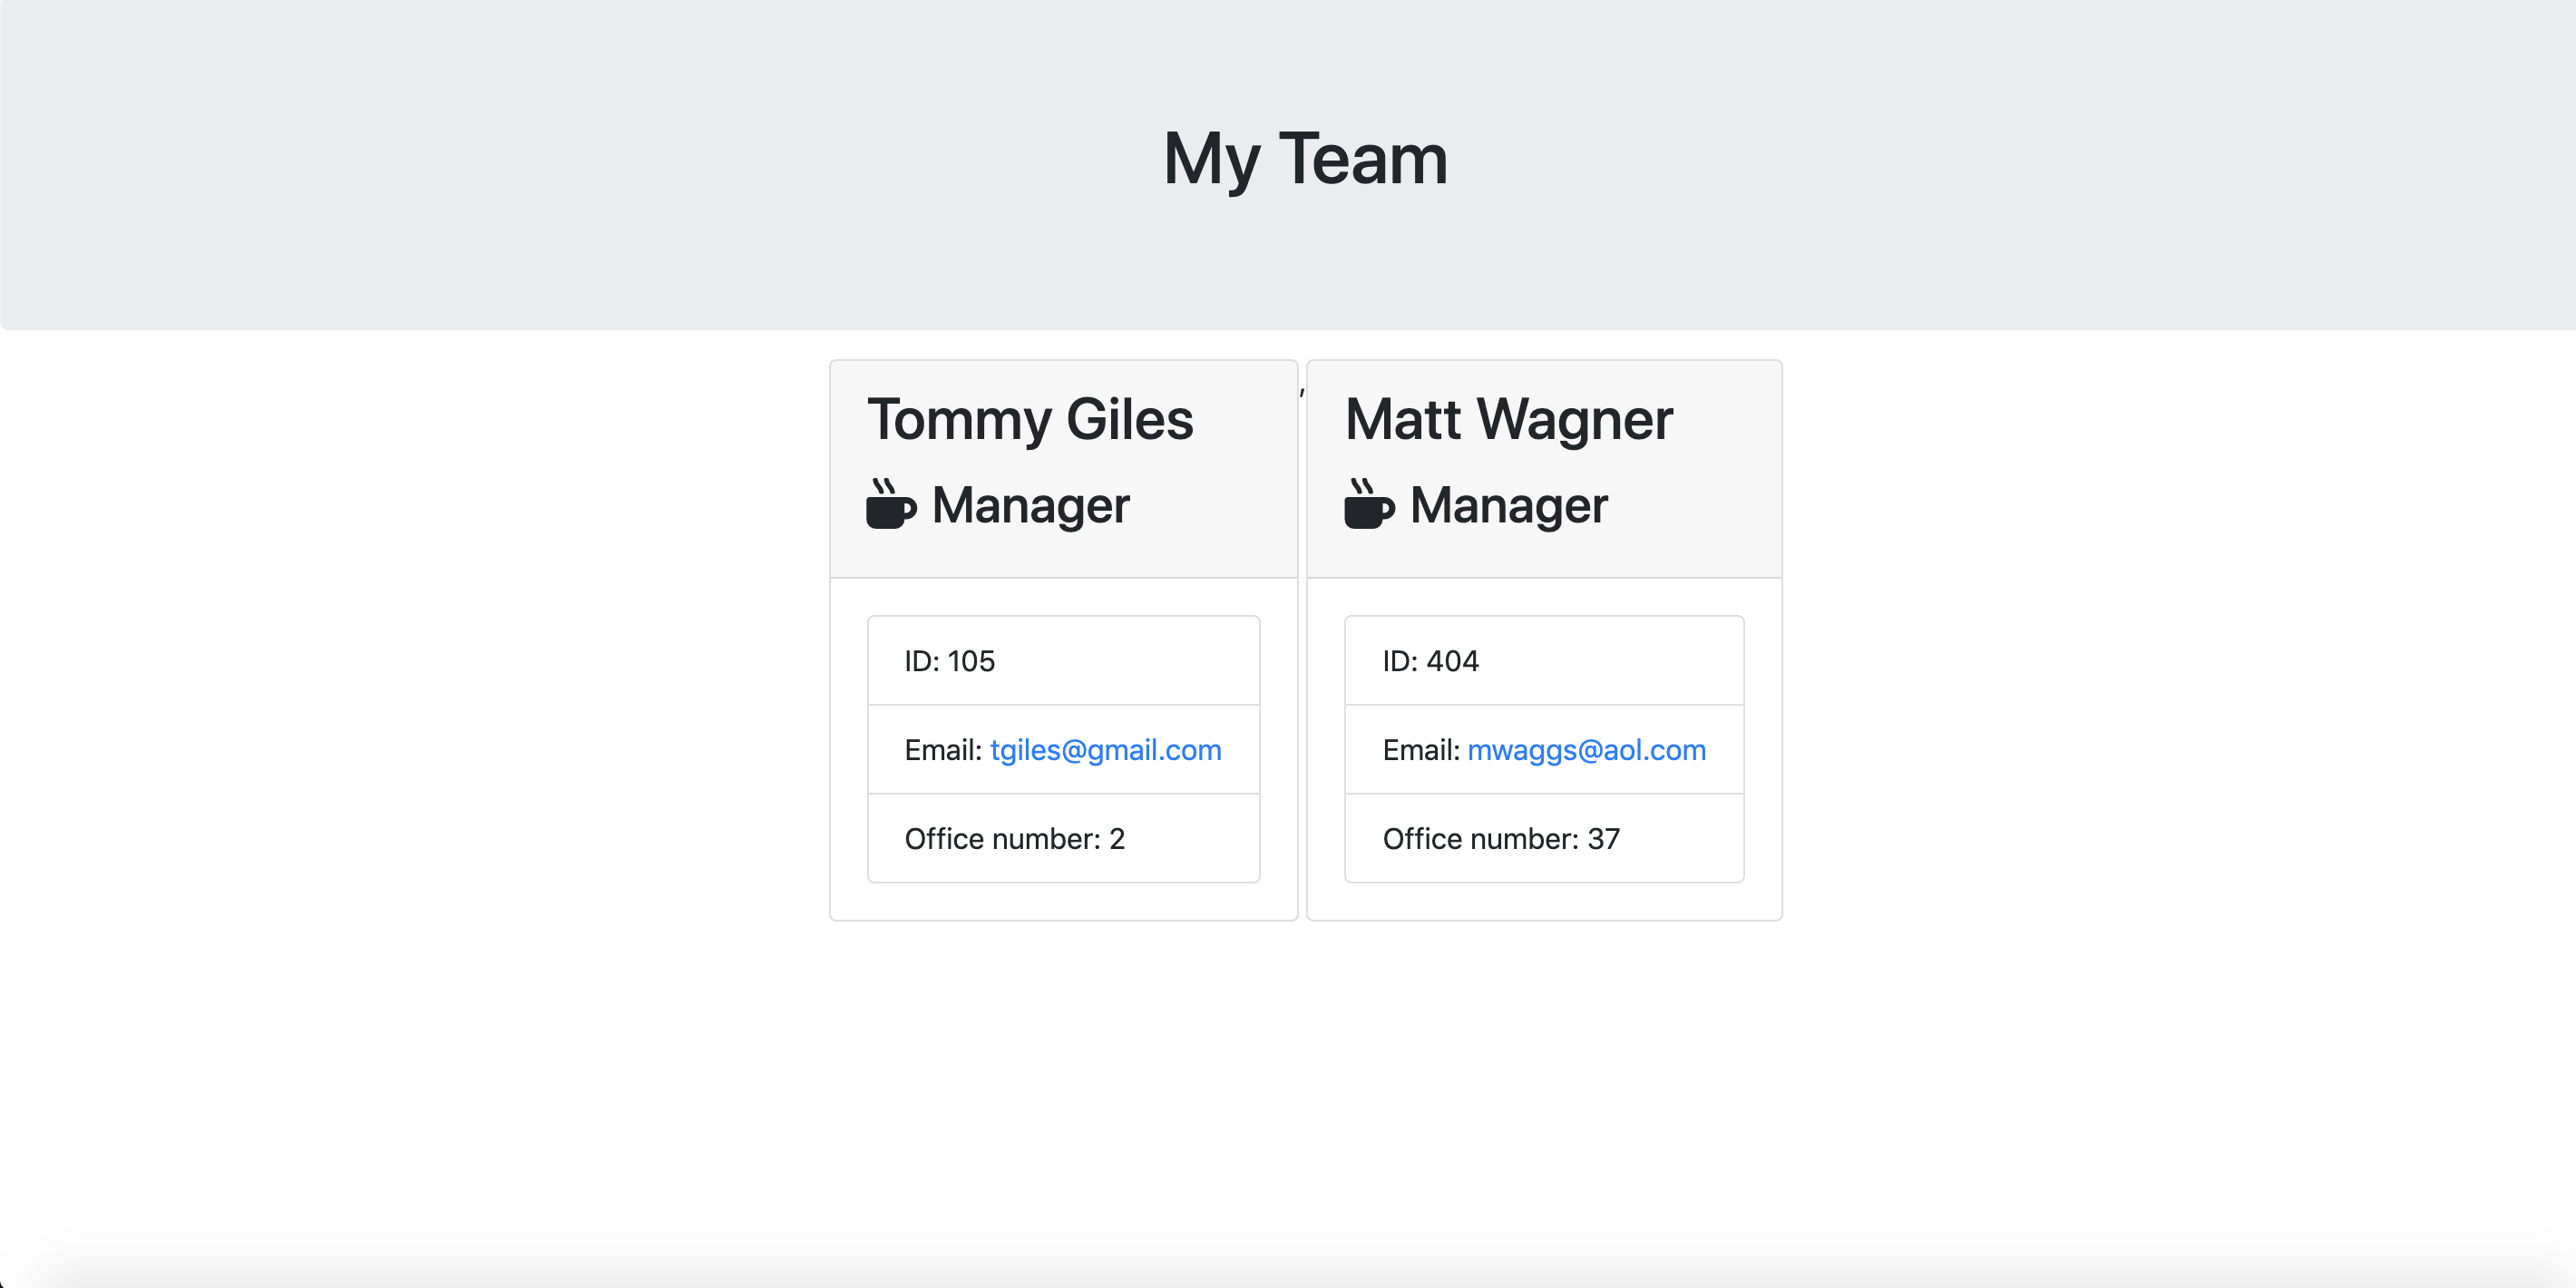 My Team
Tommy Giles
Manager
ID: 105
Email: tgiles@gmail.com
Office number: 2
,
Matt Wagner
Manager
ID: 404
Email: mwaggs@aol.com
Office number: 37